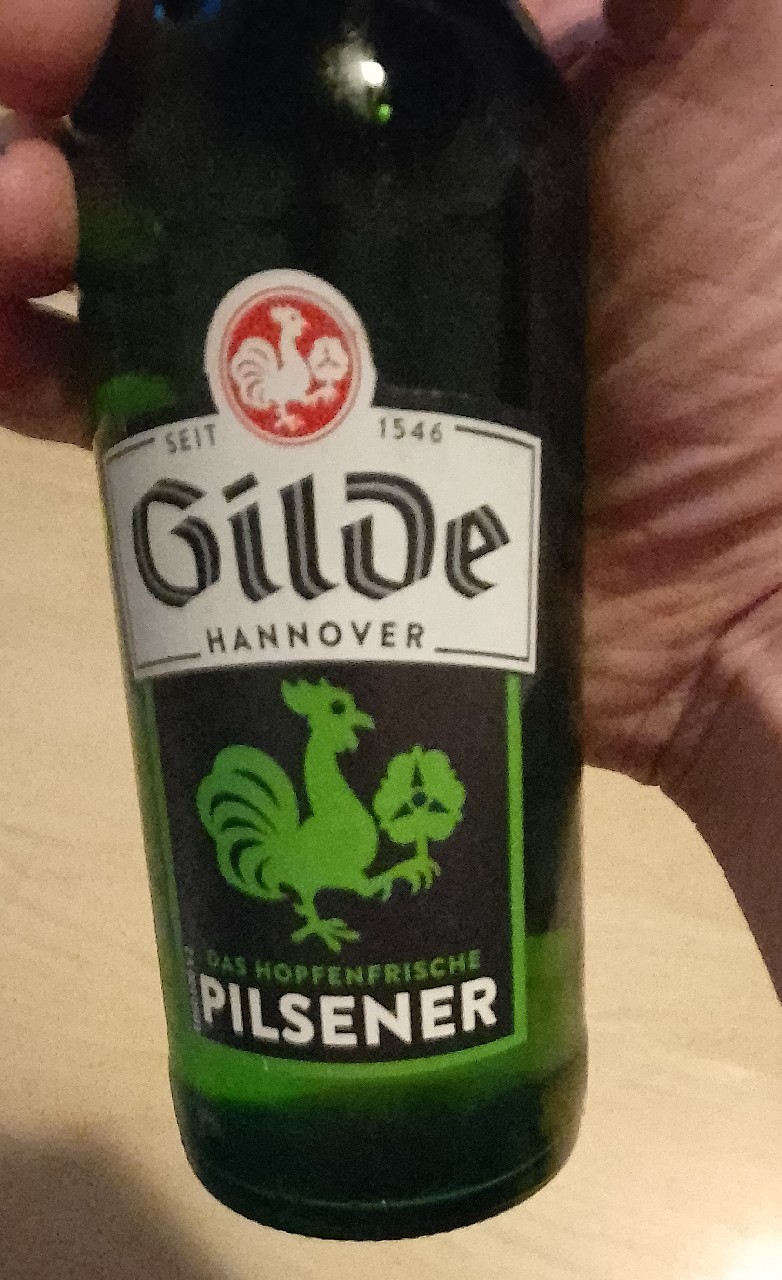 SEIT 1546
Gilde
HANNOVER
DAS HOPFENFRISCHE
PILSENER